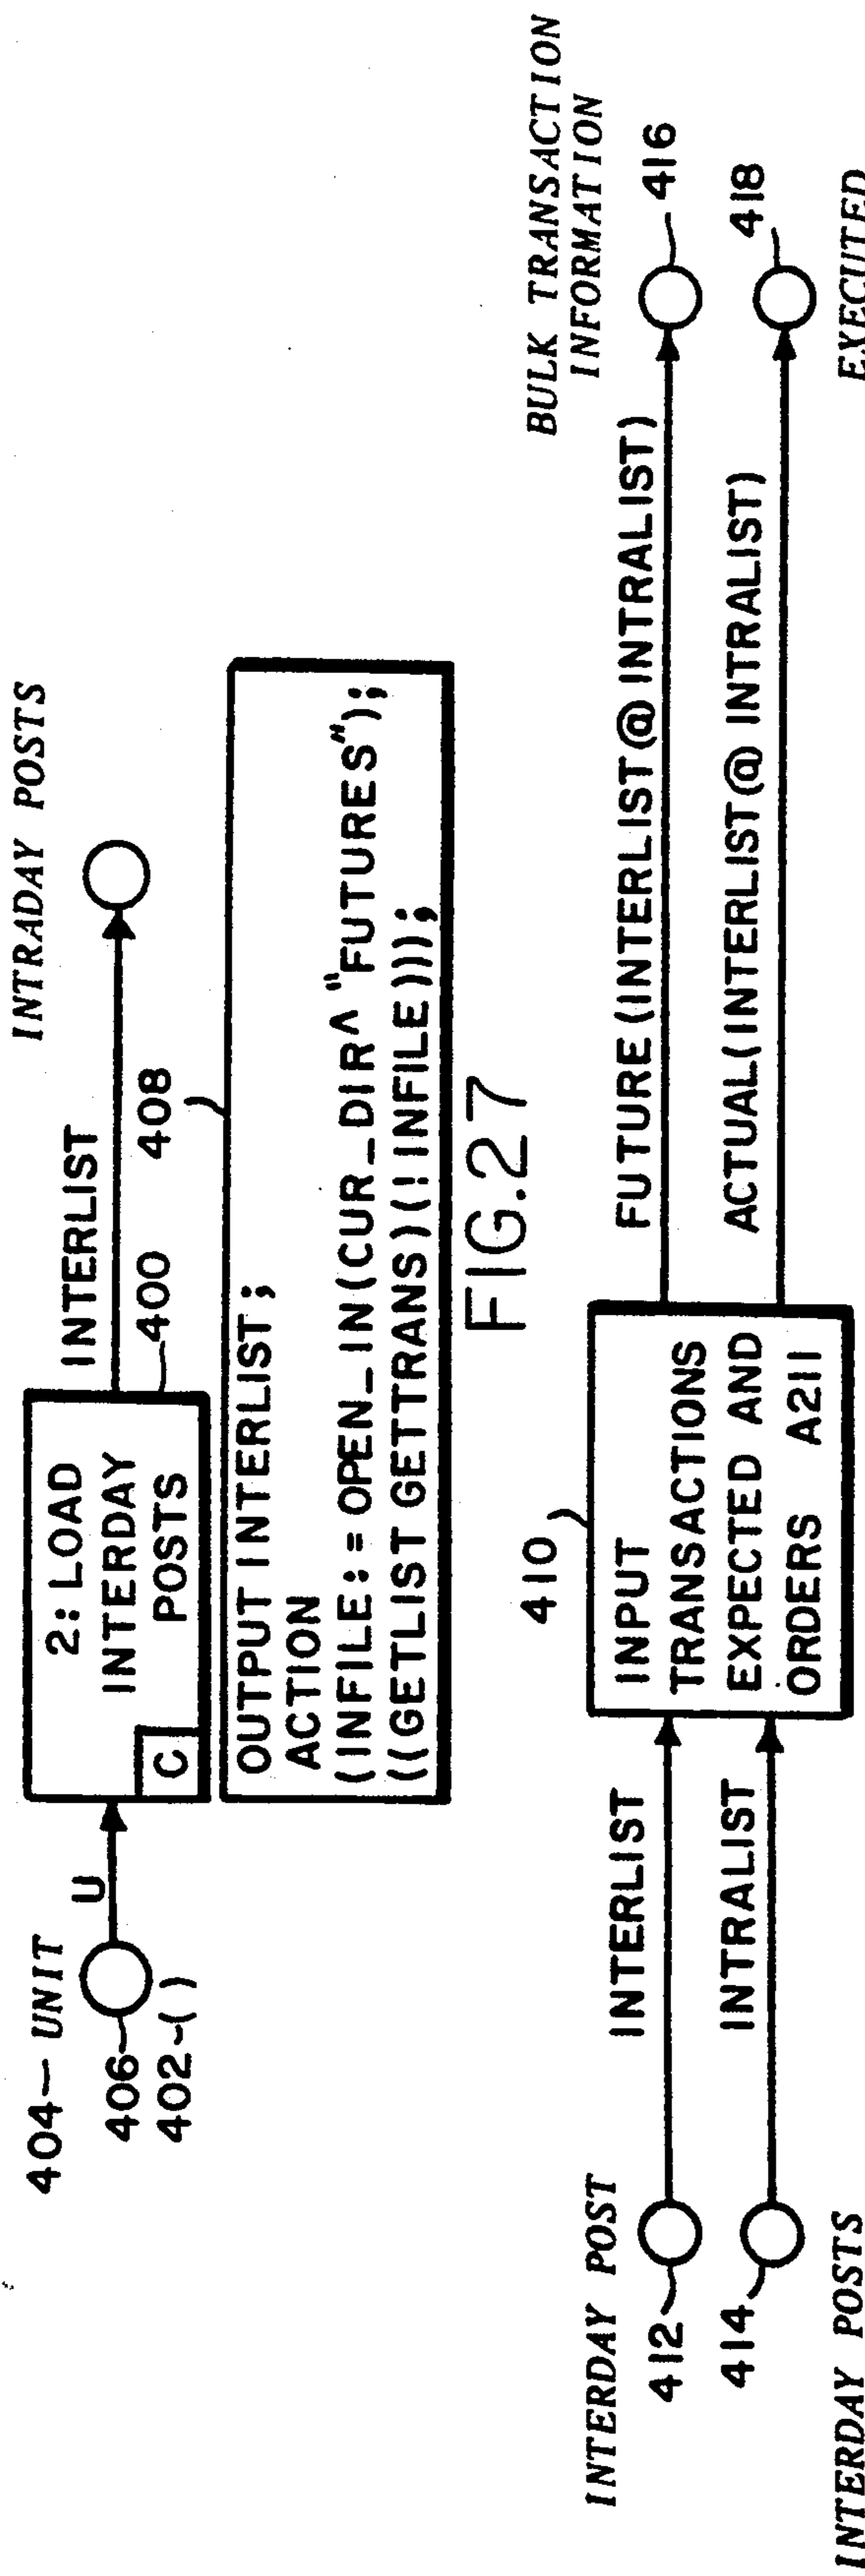 INTRADAY POSTS
404 UNIT
U
2: LOAD
INTERDAY
POSTS
C
INTERLIST
406
402 ( )
400
408
OUTPUT INTERLIST;
ACTION
(INFILE:=OPEN_IN(CUR_DIR^"FUTURES");
((GETLIST GETTRANS)(! INFILE)));
FIG.27
BULK TRANSACTION
INFORMATION
INTERDAY POST
412
INTERLIST
410
INPUT
TRANSACTIONS
EXPECTED AND
ORDERS A211
FUTURE(INTERLIST@INTRALIST)
416
414
INTRALIST
ACTUAL(INTERLIST@INTRALIST)
418
INTERDAY POSTS
EXECUTED